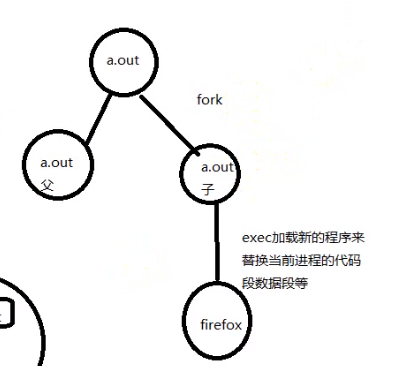 a.out
fork
a.out
父
a.out
子
exec加载新的程序来
替换当前进程的代码
段数据段等
firefox